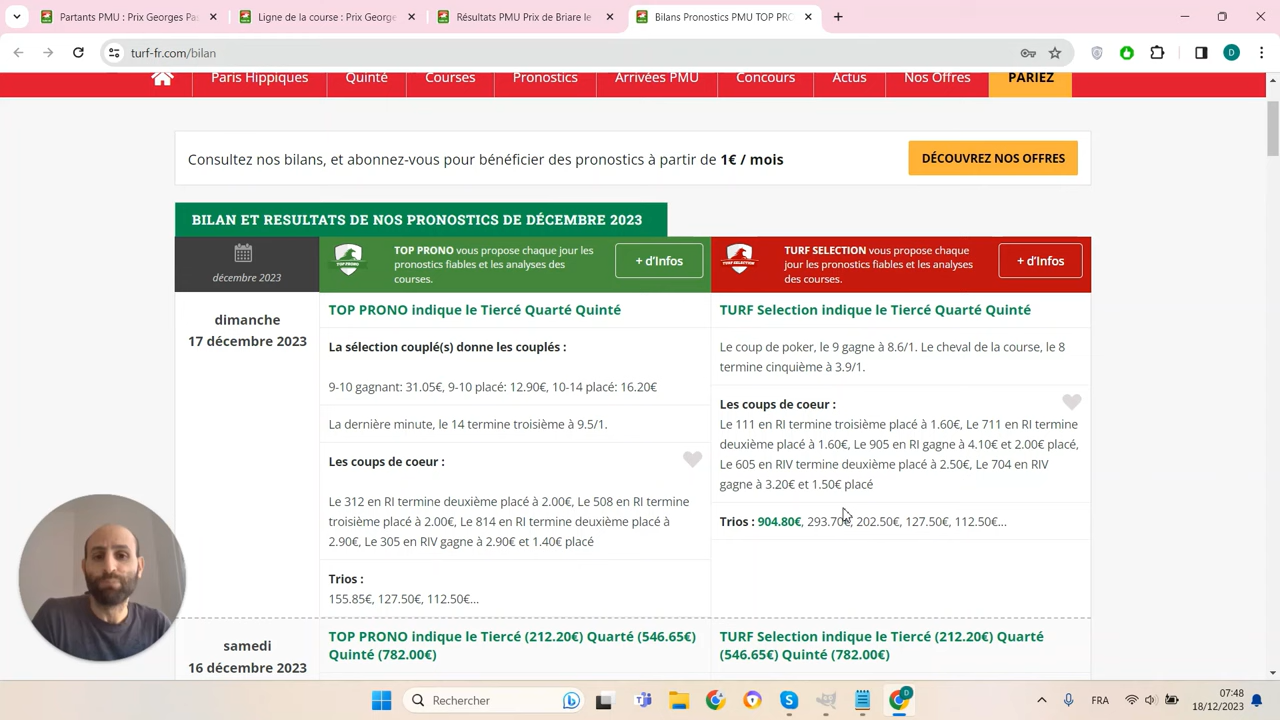 Partants PMU : Prix Georges Pa
Ligne de la course : Prix George
Résultats PMU Prix de Briare le
Bilans Pronostics PMU TOP PRO
turf-fr.com/bilan
D
Paris Hippiques
Quinté
Courses
Pronostics
Arrivées PMU
Concours
Actus
Nos Offres
PARIEZ
Consultez nos bilans, et abonnez-vous pour bénéficier des pronostics à partir de 1€ / mois
DÉCOUVREZ NOS OFFRES
BILAN ET RESULTATS DE NOS PRONOSTICS DE DÉCEMBRE 2023
décembre 2023
TOP PRONO
TOP PRONO vous propose chaque jour les
pronostics fiables et les analyses des
courses.
+ d'Infos
TURF SELECTION
TURF SELECTION vous propose chaque
jour les pronostics fiables et les analyses
des courses.
+ d'Infos
dimanche
17 décembre 2023
TOP PRONO indique le Tiercé Quarté Quinté
La sélection couplé(s) donne les couplés :
9-10 gagnant: 31.05€, 9-10 placé: 12.90€, 10-14 placé: 16.20€
La dernière minute, le 14 termine troisième à 9.5/1.
Les coups de coeur :
Le 312 en RI termine deuxième placé à 2.00€, Le 508 en RI termine
troisième placé à 2.00€, Le 814 en RI termine deuxième placé à
2.90€, Le 305 en RIV gagne à 2.90€ et 1.40€ placé
Trios :
155.85€, 127.50€, 112.50€...
TURF Selection indique le Tiercé Quarté Quinté
Le coup de poker, le 9 gagne à 8.6/1. Le cheval de la course, le 8
termine cinquième à 3.9/1.
Les coups de coeur :
Le 111 en RI termine troisième placé à 1.60€, Le 711 en RI termine
deuxième placé à 1.60€, Le 905 en RI gagne à 4.10€ et 2.00€ placé,
Le 605 en RIV termine deuxième placé à 2.50€, Le 704 en RIV
gagne à 3.20€ et 1.50€ placé
Trios : 904.80€, 293.70€, 202.50€, 127.50€, 112.50€...
samedi
16 décembre 2023
TOP PRONO indique le Tiercé (212.20€) Quarté (546.65€)
Quinté (782.00€)
TURF Selection indique le Tiercé (212.20€) Quarté
(546.65€) Quinté (782.00€)
Rechercher
FRA
07:48
18/12/2023